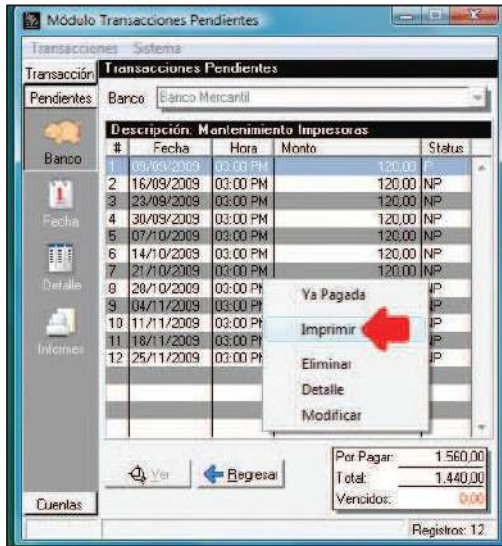 Módulo Transacciones Pendientes
Transacciones Sistema
Transacción
Transacciones Pendientes
Pendientes
Banco Banco Mercantil
Descripción: Mantenimiento Impresoras
# Fecha Hora Monto Status
1 09/09/2009 03:00 PM 120,00 P
2 16/09/2009 03:00 PM 120,00 NP
3 23/09/2009 03:00 PM 120,00 NP
4 30/09/2009 03:00 PM 120,00 NP
5 07/10/2009 03:00 PM 120,00 NP
6 14/10/2009 03:00 PM 120,00 NP
7 21/10/2009 03:00 PM 120,00 NP
8 28/10/2009 03:00 P
9 04/11/2009 03:00 P
10 11/11/2009 03:00 P
11 18/11/2009 03:00 P
12 25/11/2009 03:00 P
Banco
Fecha
Detalle
Informes
Ya Pagada
Imprimir
Eliminar
Detalle
Modificar
Ver
Regresar
Por Pagar: 1.560,00
Total: 1.440,00
Vencidos: 0,00
Cuentas
Registros: 12